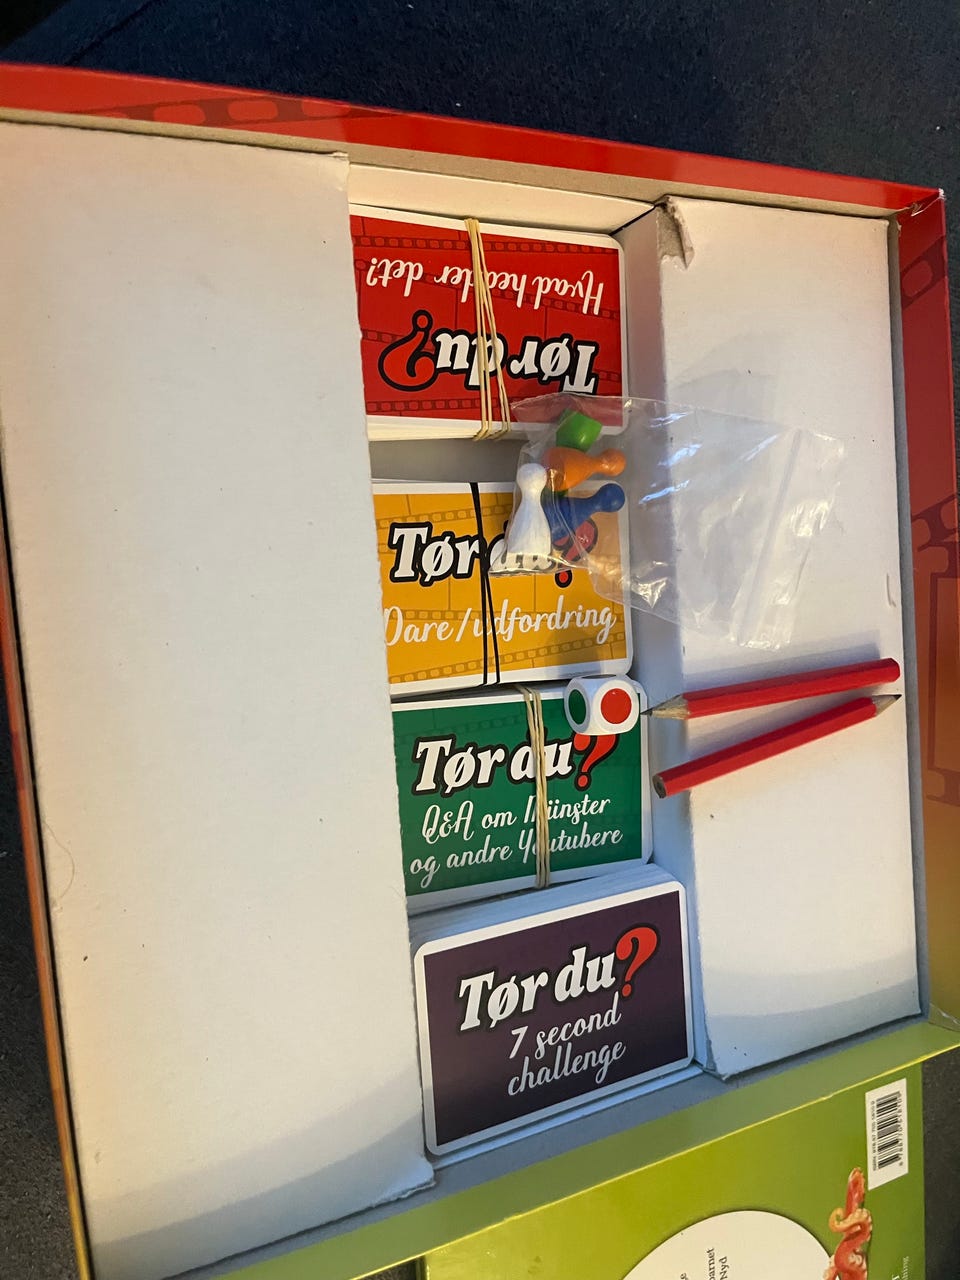 Tør du?
Hvad hedder det?
Tør du?
Dare/udfordring
Tør du?
Q&A om Münster
og andre Youtubere
Tør du?
7 second
challenge